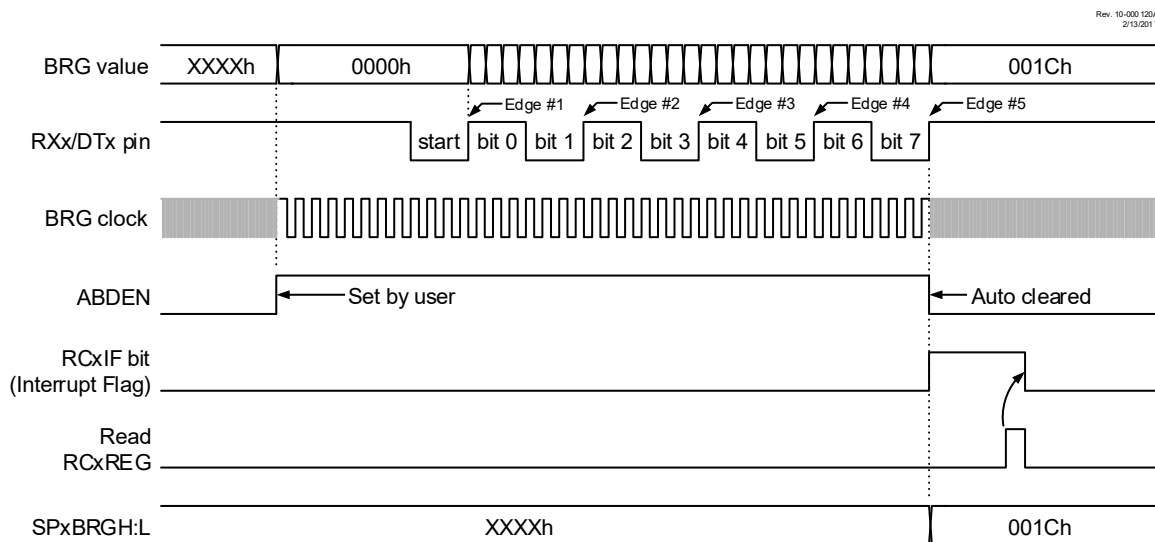 Rev. 10-000 120A
2/13/201
BRG value XXXXh 0000h 001Ch
Edge #1 Edge #2 Edge #3 Edge #4 Edge #5
RXx/DTx pin start bit 0 bit 1 bit 2 bit 3 bit 4 bit 5 bit 6 bit 7
BRG clock
ABDEN Set by user Auto cleared
RCxIF bit
(Interrupt Flag)
Read
RCxREG
SPxBRGH:L XXXXh 001Ch